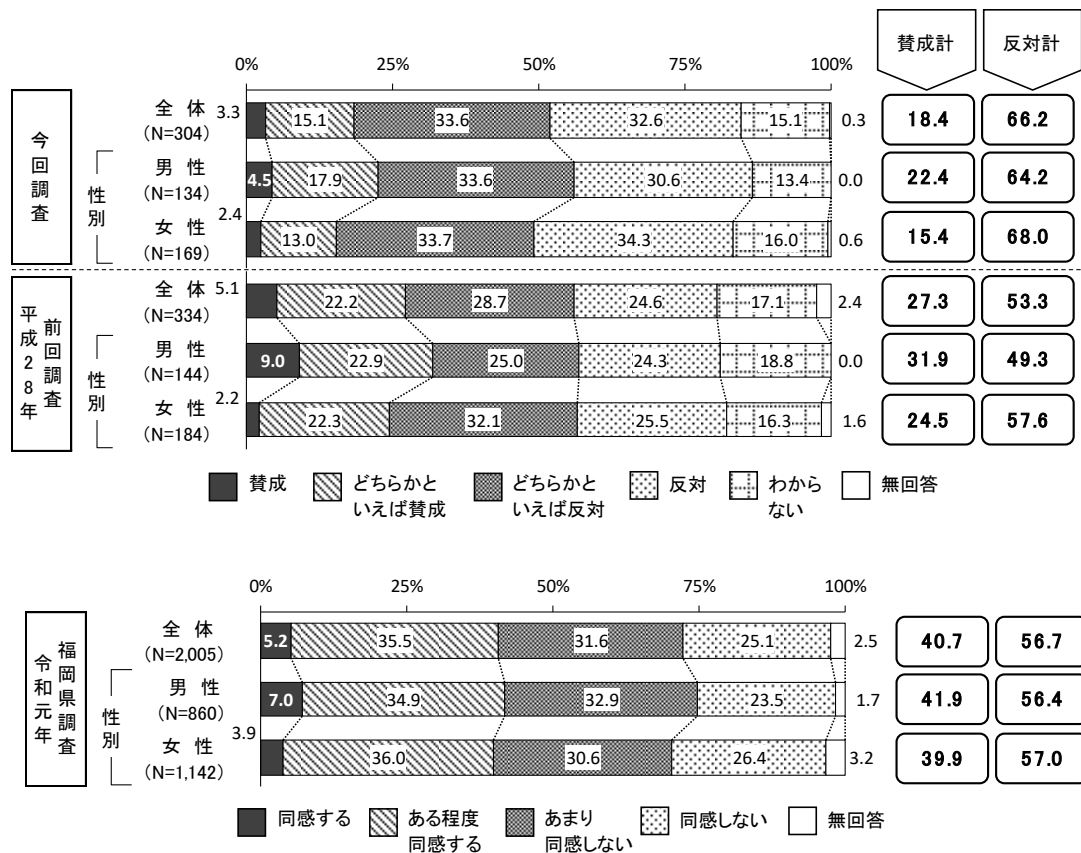 賛成計 反対計
0% 25% 50% 75% 100%
今回調査
全 体
(N=304)
3.3 15.1 33.6 32.6 15.1 0.3 18.4 66.2
性別
男 性
(N=134)
4.5 17.9 33.6 30.6 13.4 0.0 22.4 64.2
女 性
(N=169)
2.4 13.0 33.7 34.3 16.0 0.6 15.4 68.0
前回調査
平成28年
全 体
(N=334)
5.1 22.2 28.7 24.6 17.1 2.4 27.3 53.3
性別
男 性
(N=144)
9.0 22.9 25.0 24.3 18.8 0.0 31.9 49.3
女 性
(N=184)
2.2 22.3 32.1 25.5 16.3 1.6 24.5 57.6
賛成 どちらかと どちらかと 反対 わから 無回答
いえば賛成 いえば反対 ない
0% 25% 50% 75% 100%
福岡県調査
令和元年
全 体
(N=2,005)
5.2 35.5 31.6 25.1 2.5 40.7 56.7
性別
男 性
(N=860)
7.0 34.9 32.9 23.5 1.7 41.9 56.4
女 性
(N=1,142)
3.9 36.0 30.6 26.4 3.2 39.9 57.0
同感する ある程度 あまり 同感しない 無回答
同感する 同感しない